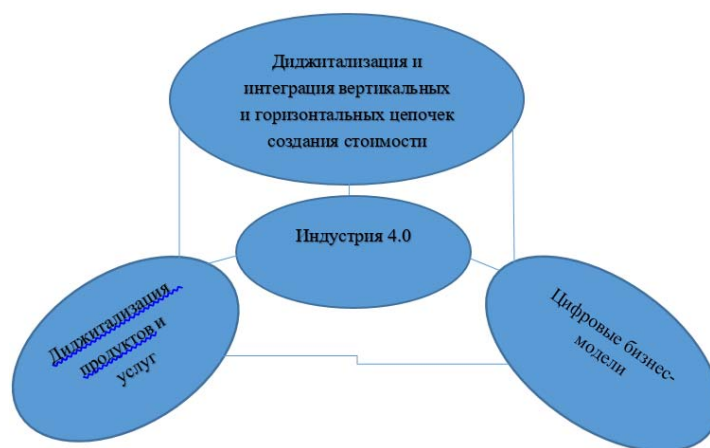 Диджитализация и
интеграция вертикальных
и горизонтальных цепочек
создания стоимости
Индустрия 4.0
Диджитализация
продуктов и
услуг
Цифровые бизнес-
модели